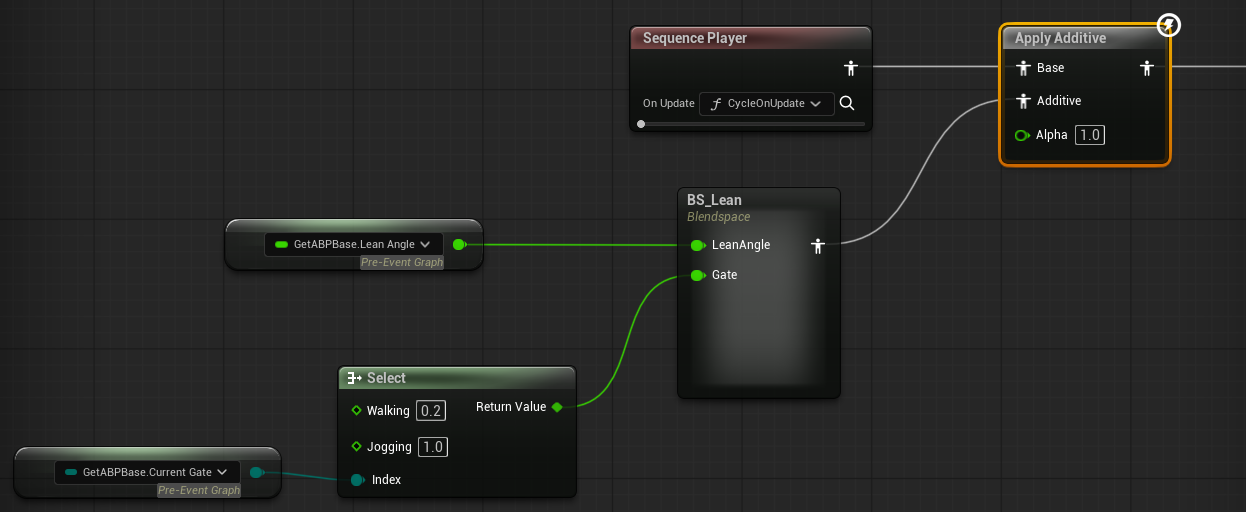 Sequence Player
On Update CycleOnUpdate
Apply Additive
Base
Additive
Alpha 1.0
GetABPBase.Lean Angle
Pre-Event Graph
BS_Lean
Blendspace
LeanAngle
Gate
Select
Walking 0.2 Return Value
Jogging 1.0
Index
GetABPBase.Current Gate
Pre-Event Graph